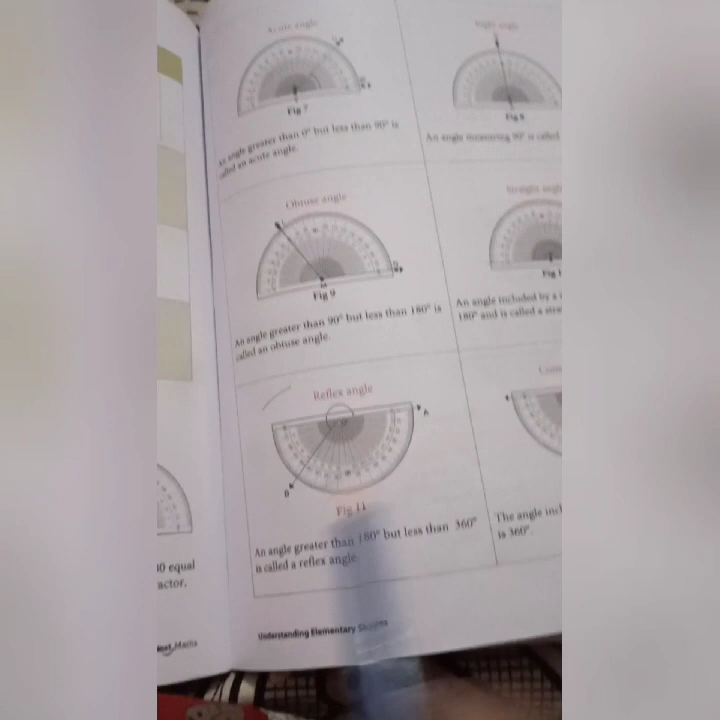 Acute angle
Fig 7
An angle greater than 0° but less than 90° is
called an acute angle.
Right angle
Fig 8
An angle measuring 90° is called
Obtuse angle
M
Fig 9
An angle greater than 90° but less than 180° is
called an obtuse angle.
Straight
An angle included by a
180° and is called a
Reflex angle
A
B
Fig 11
An angle greater than 180° but less than 360°
is called a reflex angle
The angle
is 360°.
equal
Maths
Understanding Elementary Shapes